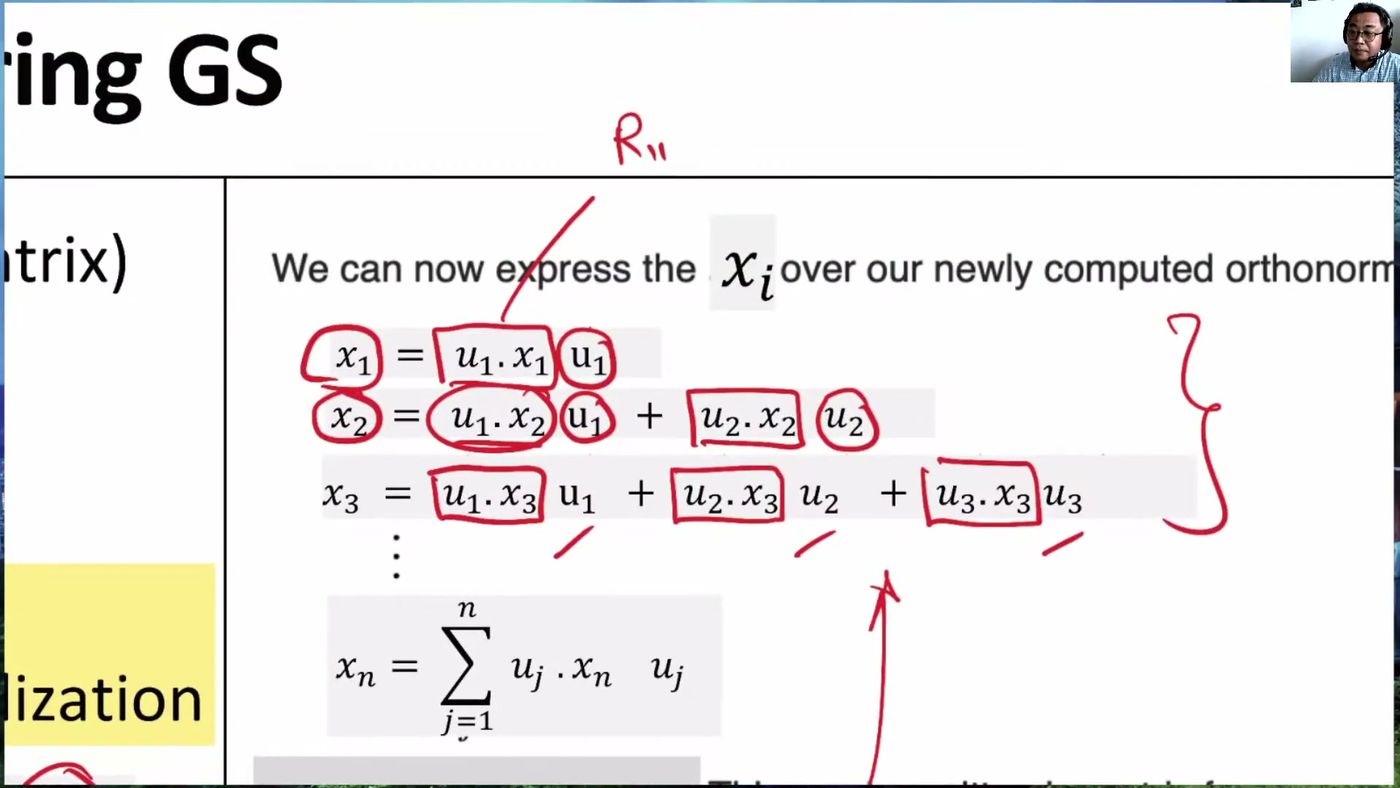 ring GS
R₁₁
trix)
We can now express the xᵢ over our newly computed orthonorm
x₁ = u₁ . x₁ u₁
x₂ = u₁ . x₂ u₁ + u₂ . x₂ u₂
x₃ = u₁ . x₃ u₁ + u₂ . x₃ u₂ + u₃ . x₃ u₃
⋮
n
xₙ = ∑ uⱼ . xₙ uⱼ
j=1
lization